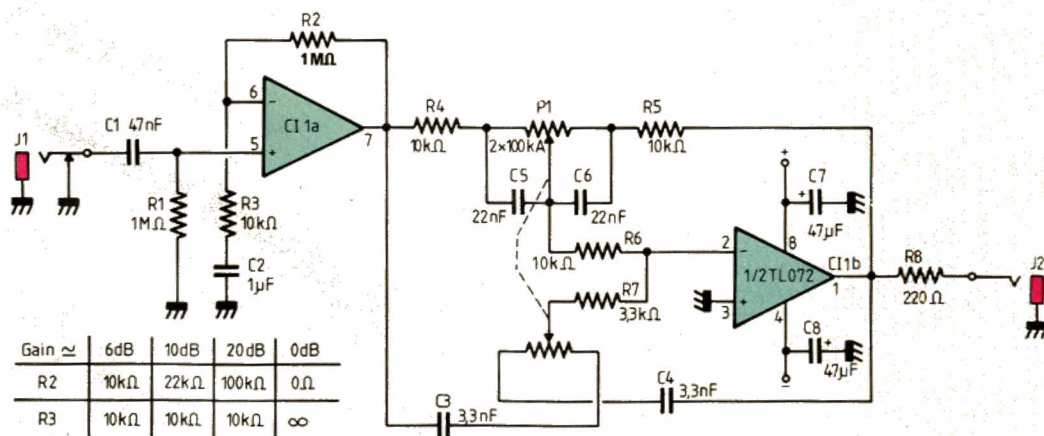 R2
1MΩ
6
−
CI 1a
5
+
7
J1
C1 47nF
R1
1MΩ
R3
10kΩ
C2
1µF
R4
10kΩ
P1
2×100kA
R5
10kΩ
C5
22nF
C6
22nF
R6
10kΩ
R7
3,3kΩ
+
C7
+
47µF
8
2
−
1/2 TL072
CI1b
1
3
+
4
R8
220 Ω
J2
C8
+
47µF
−
C4
3,3nF
C3
3,3nF
Gain ≃ 6dB 10dB 20dB 0dB
R2 10kΩ 22kΩ 100kΩ 0Ω
R3 10kΩ 10kΩ 10kΩ ∞